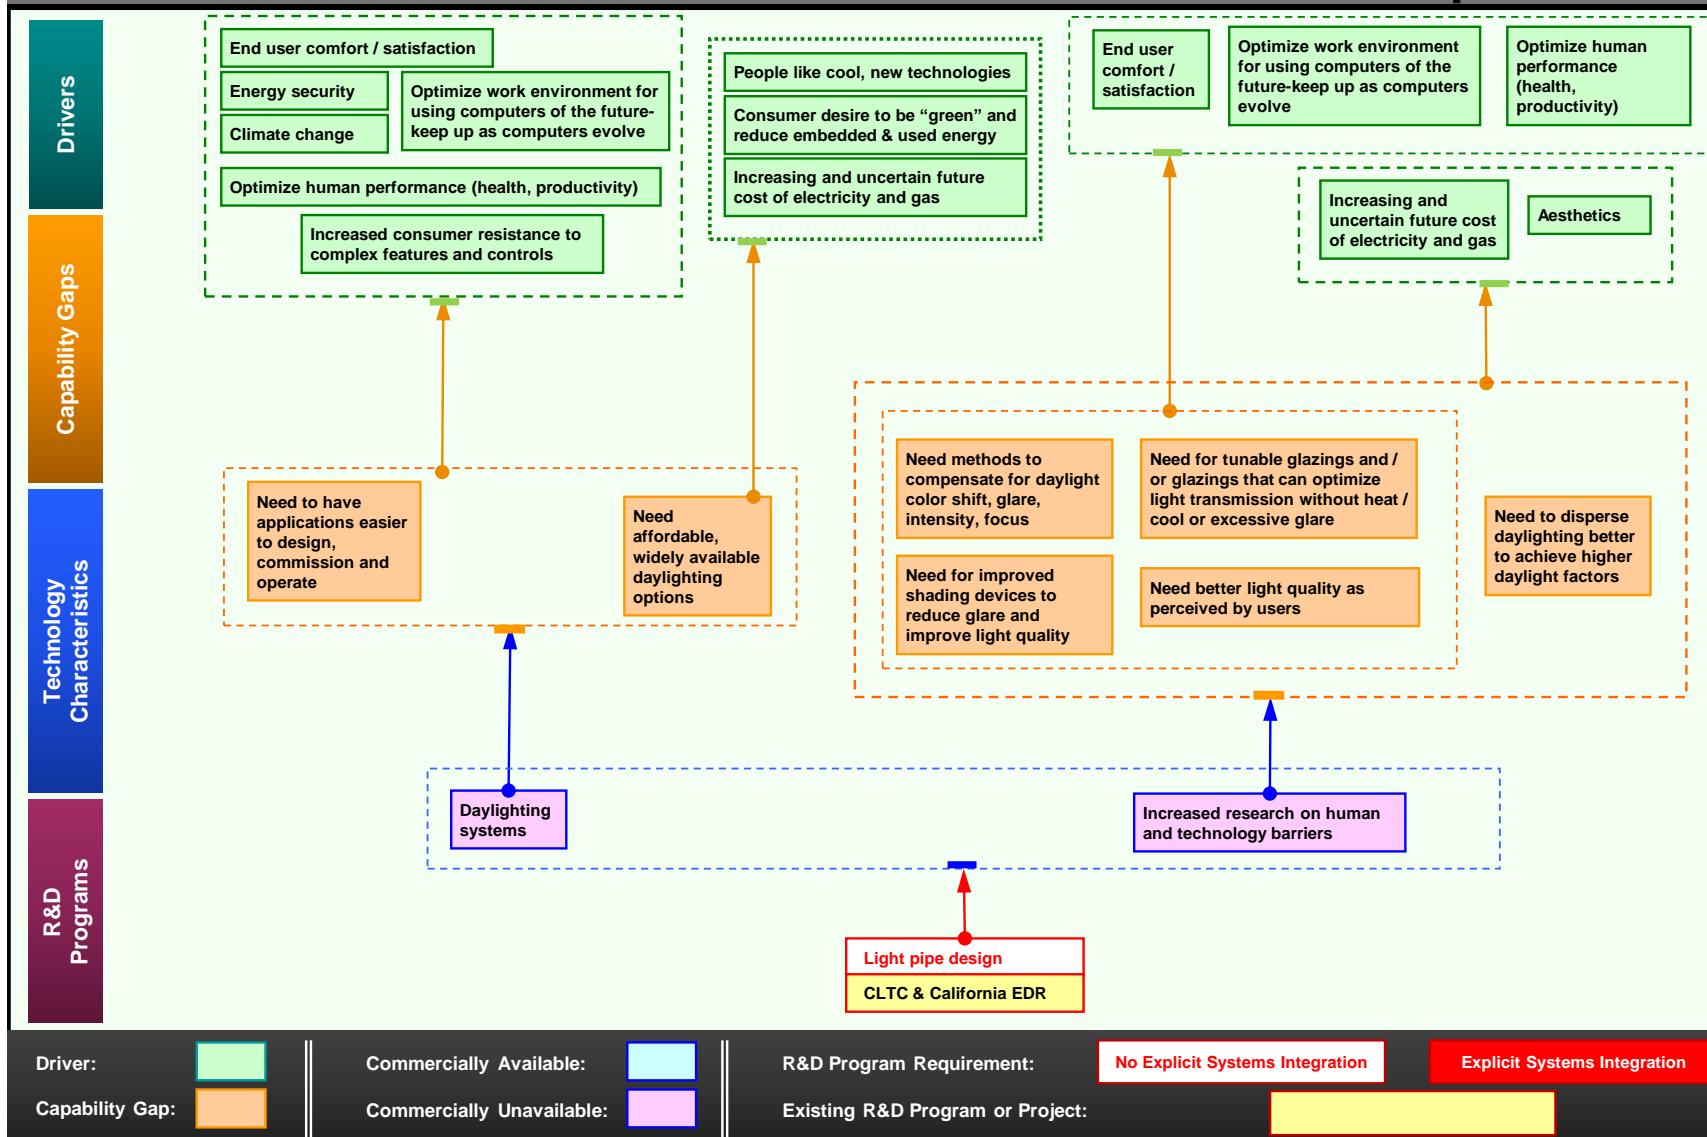 Drivers
End user comfort / satisfaction
Energy security
Climate change
Optimize work environment for
using computers of the future-
keep up as computers evolve
Optimize human performance (health, productivity)
Increased consumer resistance to
complex features and controls
People like cool, new technologies
Consumer desire to be “green” and
reduce embedded & used energy
Increasing and uncertain future
cost of electricity and gas
End user
comfort /
satisfaction
Optimize work environment
for using computers of the
future-keep up as computers
evolve
Optimize human
performance
(health,
productivity)
Increasing and
uncertain future cost
of electricity and gas
Aesthetics
Capability Gaps
Need to have
applications easier
to design,
commission and
operate
Need
affordable,
widely available
daylighting
options
Need methods to
compensate for daylight
color shift, glare,
intensity, focus
Need for tunable glazings and /
or glazings that can optimize
light transmission without heat /
cool or excessive glare
Need for improved
shading devices to
reduce glare and
improve light quality
Need better light quality as
perceived by users
Need to disperse
daylighting better
to achieve higher
daylight factors
Technology
Characteristics
Daylighting
systems
Increased research on human
and technology barriers
R&D
Programs
Light pipe design
CLTC & California EDR
Driver:
Capability Gap:
Commercially Available:
Commercially Unavailable:
R&D Program Requirement:
No Explicit Systems Integration
Explicit Systems Integration
Existing R&D Program or Project: